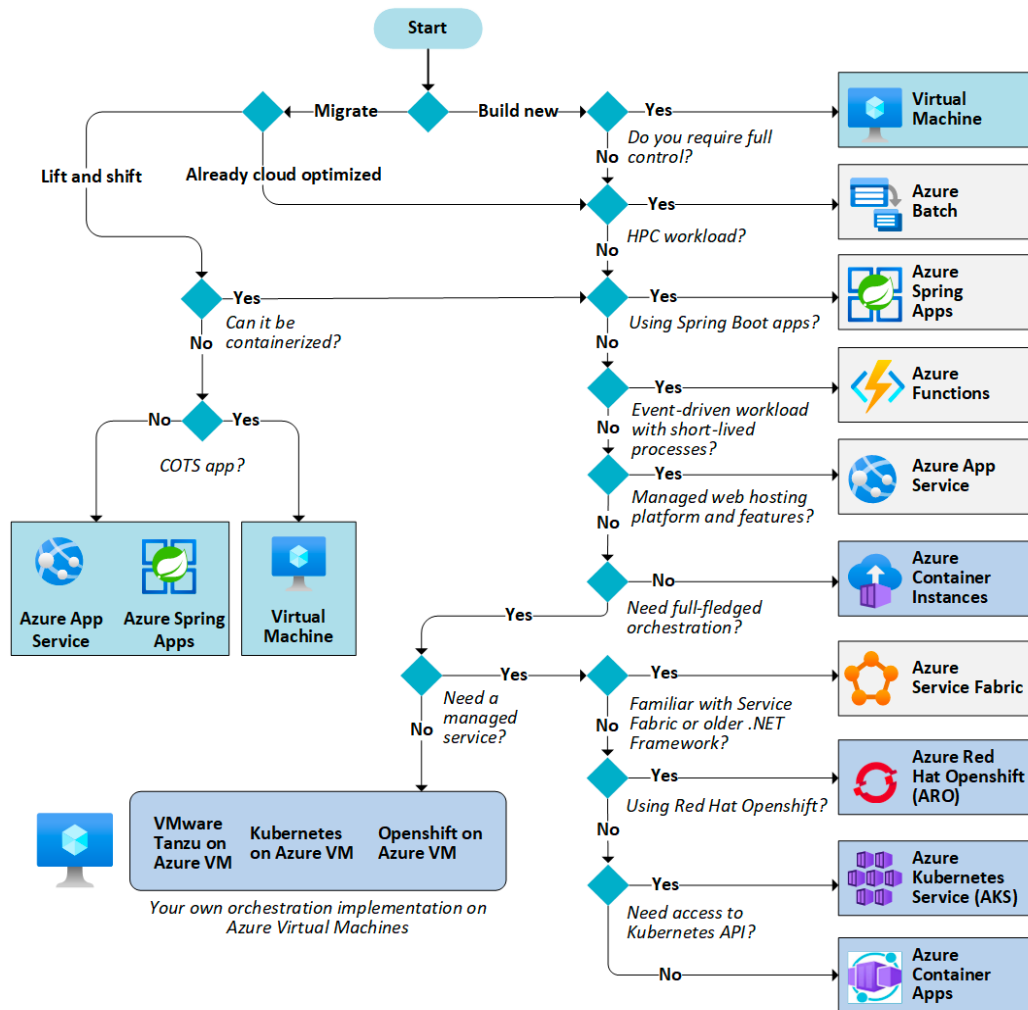 Start
Migrate
Build new
Yes
Virtual
Machine
Do you require full
control?
No
Lift and shift
Already cloud optimized
Yes
Azure
Batch
HPC workload?
No
Yes
Can it be
containerized?
No
Yes
Azure
Spring
Apps
Using Spring Boot apps?
No
Yes
Azure
Functions
Event-driven workload
with short-lived
processes?
No
No
Yes
COTS app?
Yes
Azure App
Service
Managed web hosting
platform and features?
No
Azure App
Service
Azure Spring
Apps
Virtual
Machine
No
Azure
Container
Instances
Need full-fledged
orchestration?
Yes
Yes
Need a
managed
service?
No
Yes
Azure
Service Fabric
Familiar with Service
Fabric or older .NET
Framework?
No
Yes
Azure Red
Hat Openshift
(ARO)
Using Red Hat Openshift?
No
VMware
Tanzu on
Azure VM
Kubernetes
on Azure VM
Openshift on
Azure VM
Your own orchestration implementation on
Azure Virtual Machines
Yes
Azure
Kubernetes
Service (AKS)
Need access to
Kubernetes API?
No
Azure
Container
Apps